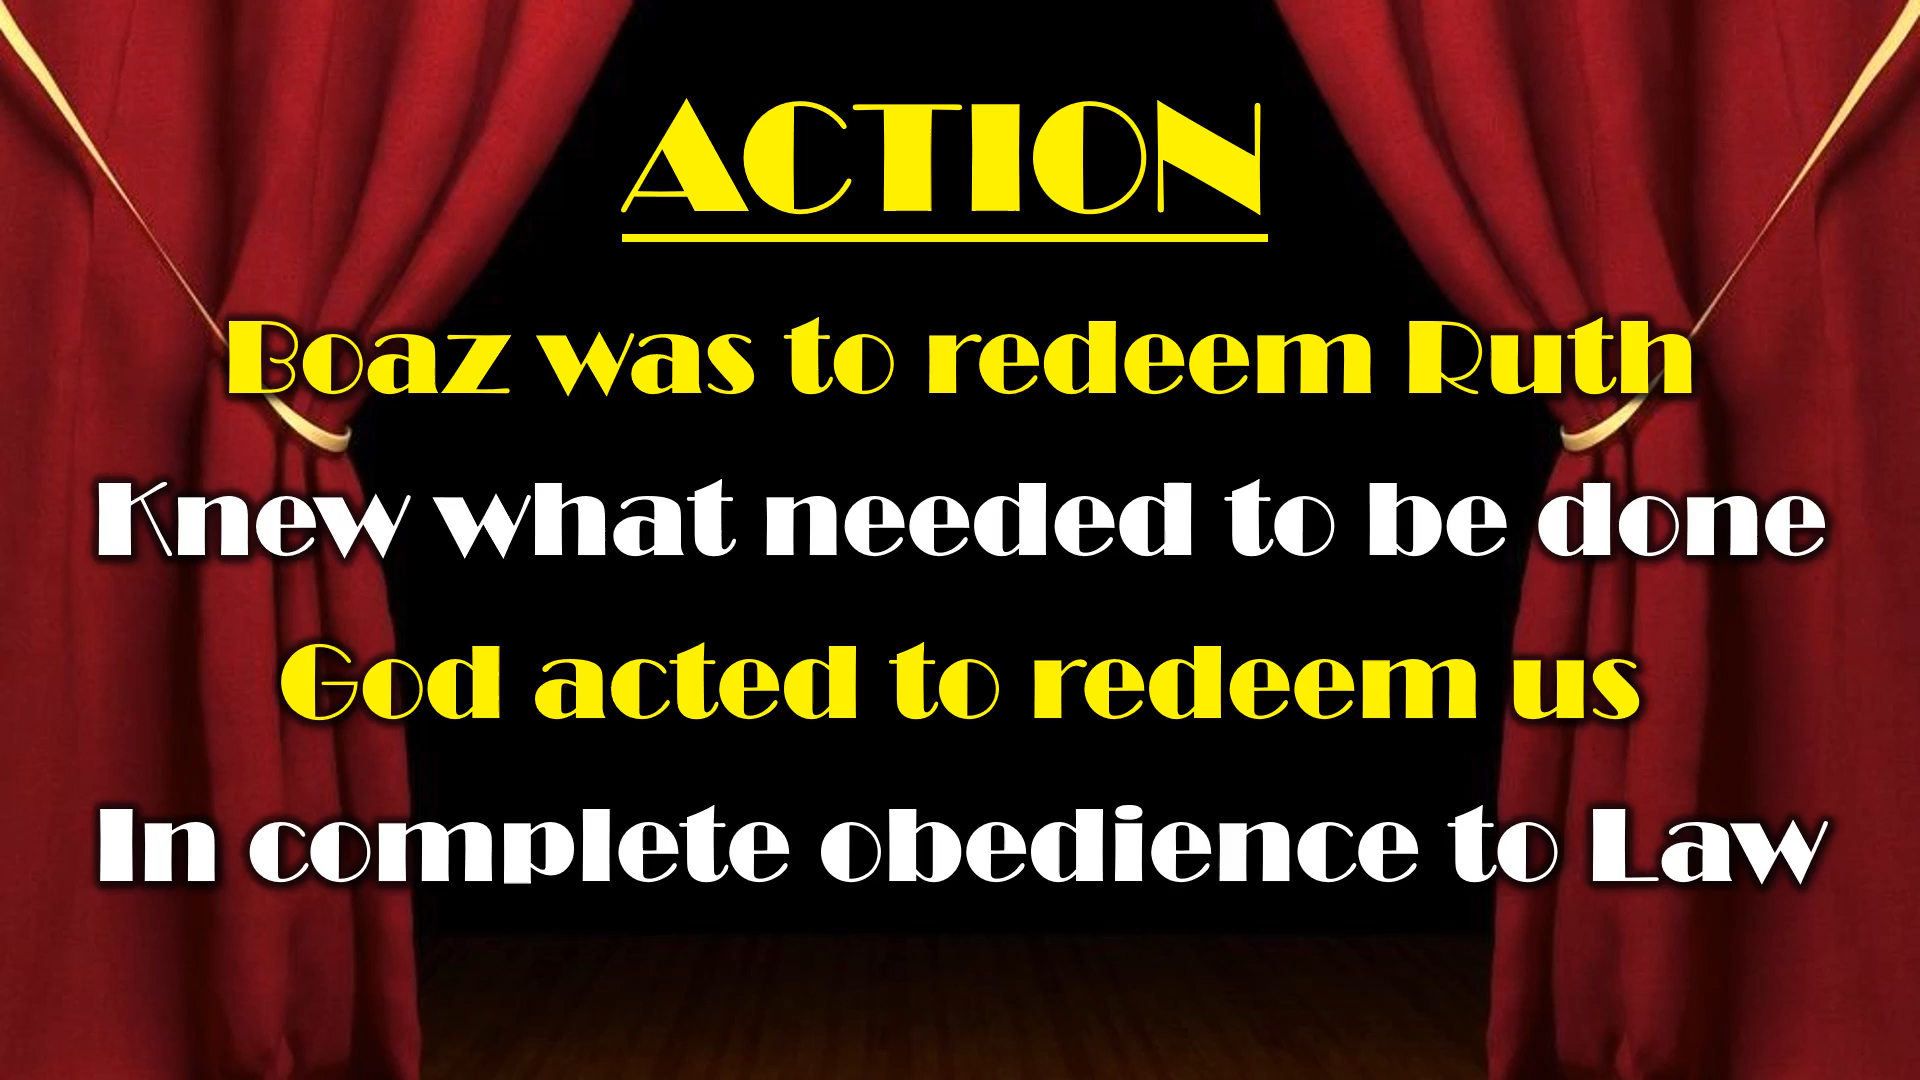 ACTION
Boaz was to redeem Ruth
Knew what needed to be done
God acted to redeem us
In complete obedience to Law